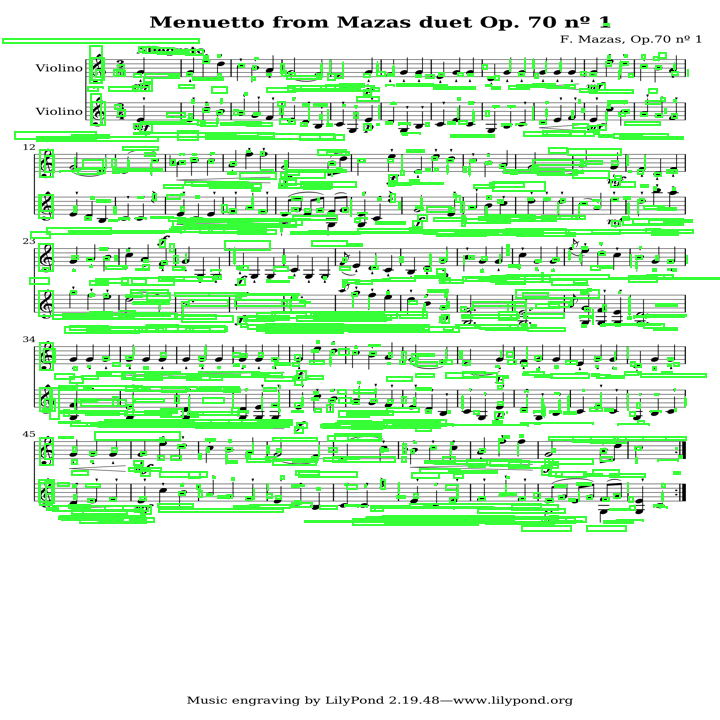 Menuetto from Mazas duet Op. 70 nº 1
F. Mazas, Op.70 nº 1
Violino
Violino
12
23
34
45
Music engraving by LilyPond 2.19.48—www.lilypond.org